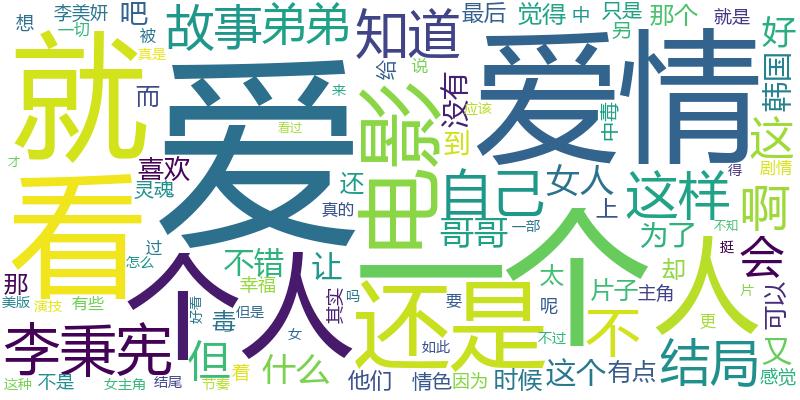 想
李美妍
吧
故事
弟弟
知道
最后
觉得
中
只是
另
那个
就是
好
一切
被
真是
就
爱
给
说
电影
没有
应该
爱情
中毒
韩国
而
来
看过
到
这
剧情
才
喜欢
灵魂
还
自己
女人
上
这样
得
看
真的
哥哥
一部
为了
啊
不知
那
过
怎么
不错
让
一个人
太
却
挺
会
美版
演技
有些
个人
幸福
好看
但是
其实
吗
还是
要
呢
片子
主角
片
可以
李秉宪
毒
但
女
如此
不过
不
更
又
这种
不是
女主角
结尾
节奏
着
什么
他们
情色
因为
时候
这个
有点
结局
感觉